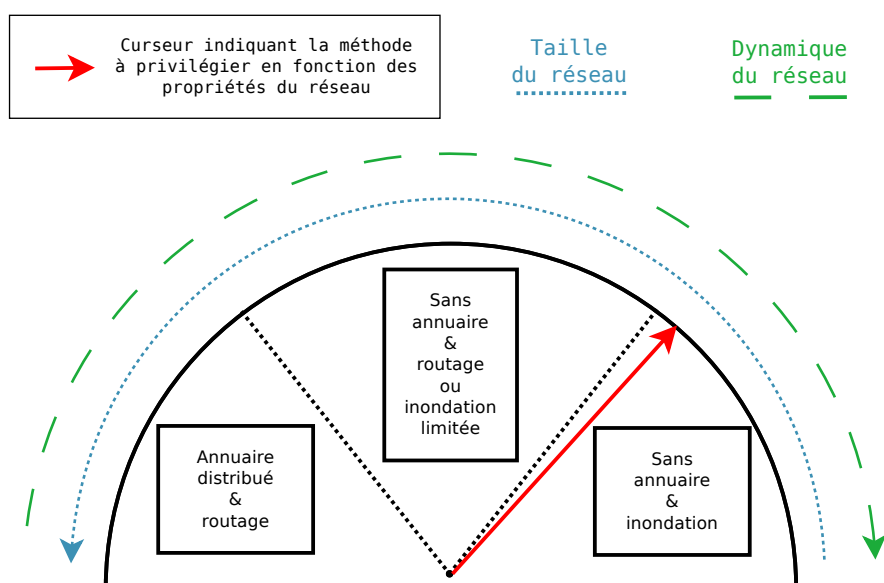 Curseur indiquant la méthode
à privilégier en fonction des
propriétés du réseau
Taille
du réseau
Dynamique
du réseau
Sans
annuaire
&
routage
ou
inondation
limitée
Annuaire
distribué
&
routage
Sans
annuaire
&
inondation